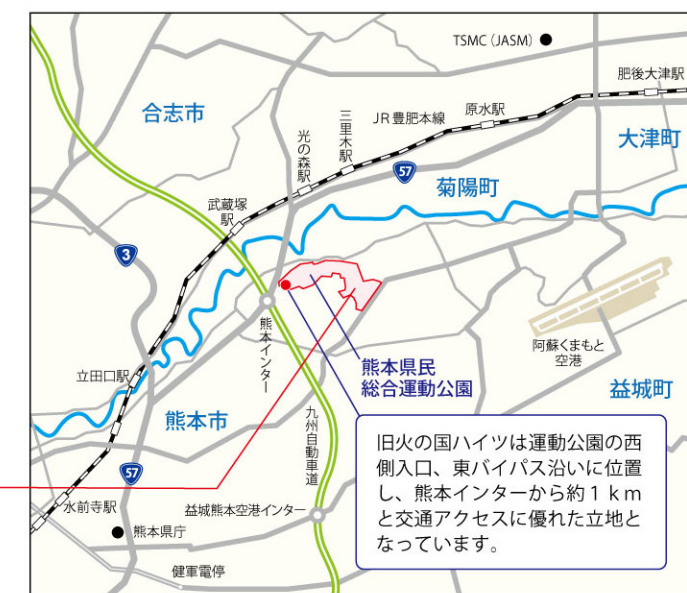 TSMC（JASM）
肥後大津駅
合志市
三里木駅
JR豊肥本線
原水駅
大津町
光の森駅
57
菊陽町
武蔵塚
駅
3
熊本インター
阿蘇くまもと
空港
熊本県民
総合運動公園
立田口駅
益城町
熊本市
九州自動車道
旧火の国ハイツは運動公園の西
側入口、東バイパス沿いに位置
し、熊本インターから約1km
と交通アクセスに優れた立地と
なっています。
57
水前寺駅
益城熊本空港インター
熊本県庁
健軍電停